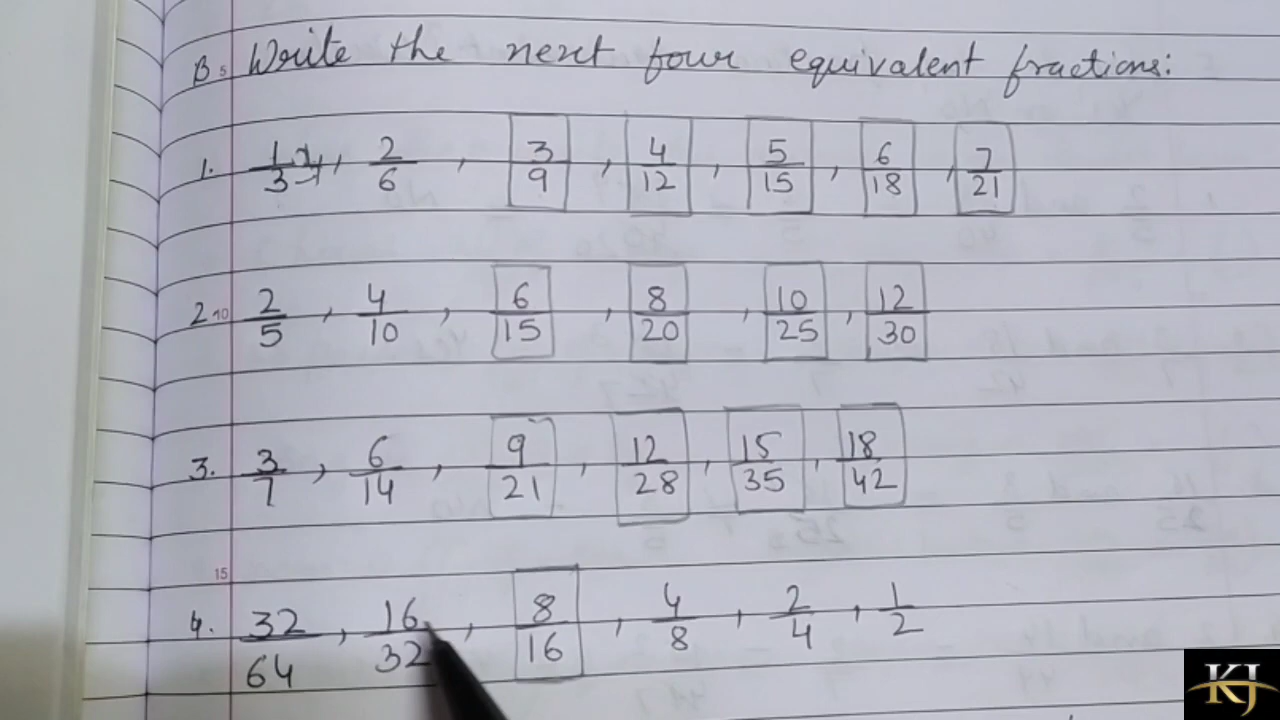 B. Write the next four equivalent fractions:
1. 1/3, 2/6, 3/9, 4/12, 5/15, 6/18, 7/21
2. 2/5, 4/10, 6/15, 8/20, 10/25, 12/30
3. 3/7, 6/14, 9/21, 12/28, 15/35, 18/42
4. 32/64, 16/32, 8/16, 4/8, 2/4, 1/2
5
10
15
KJ